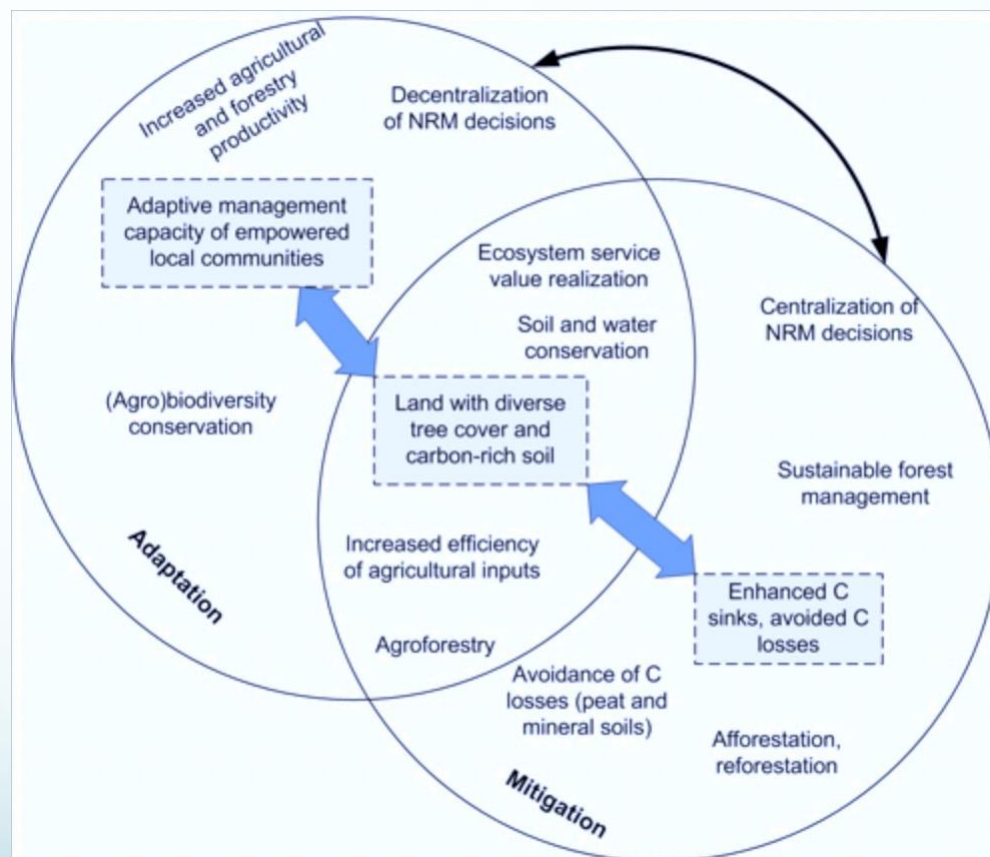 Increased agricultural
and forestry
productivity
Decentralization
of NRM decisions
Adaptive management
capacity of empowered
local communities
Ecosystem service
value realization
Centralization of
NRM decisions
Soil and water
conservation
(Agro)biodiversity
conservation
Land with diverse
tree cover and
carbon-rich soil
Sustainable forest
management
Adaptation
Increased efficiency
of agricultural inputs
Enhanced C
sinks, avoided C
losses
Agroforestry
Avoidance of C
losses (peat and
mineral soils)
Afforestation,
reforestation
Mitigation